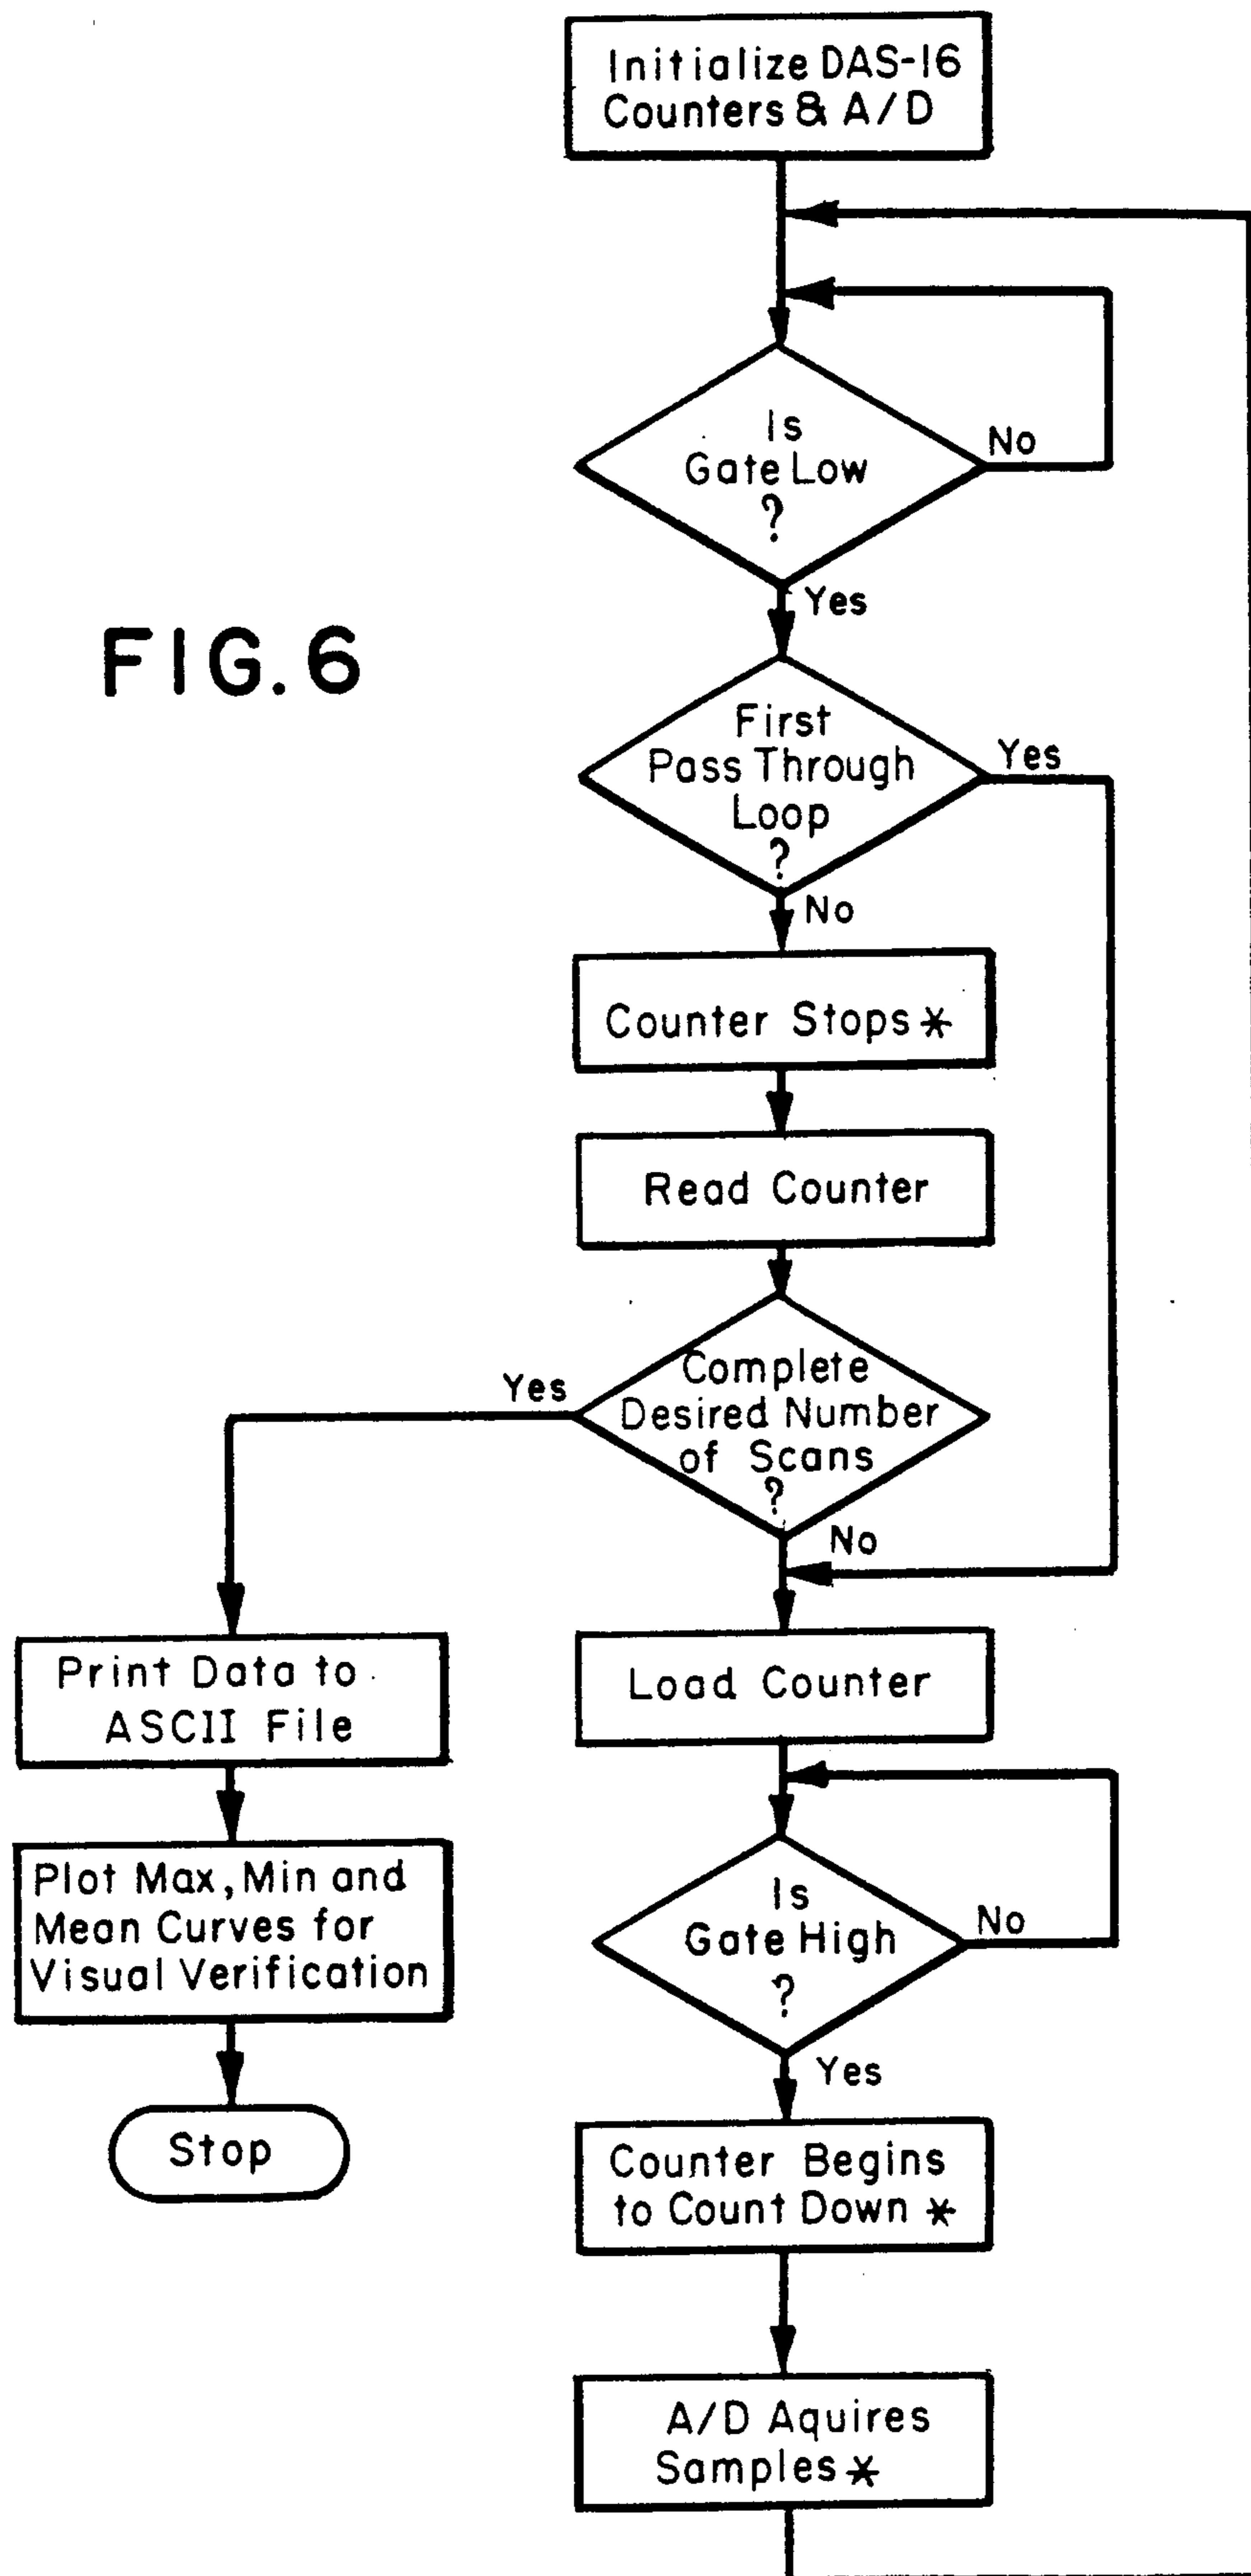 Initialize DAS-16
Counters & A/D
Is
Gate Low
?
No
Yes
FIG. 6
First
Pass Through
Loop
?
Yes
No
Counter Stops *
Read Counter
Complete
Desired Number
of Scans
?
Yes
No
Print Data to
ASCII File
Load Counter
Plot Max, Min and
Mean Curves for
Visual Verification
Is
Gate High
?
No
Yes
Stop
Counter Begins
to Count Down *
A/D Aquires
Samples *